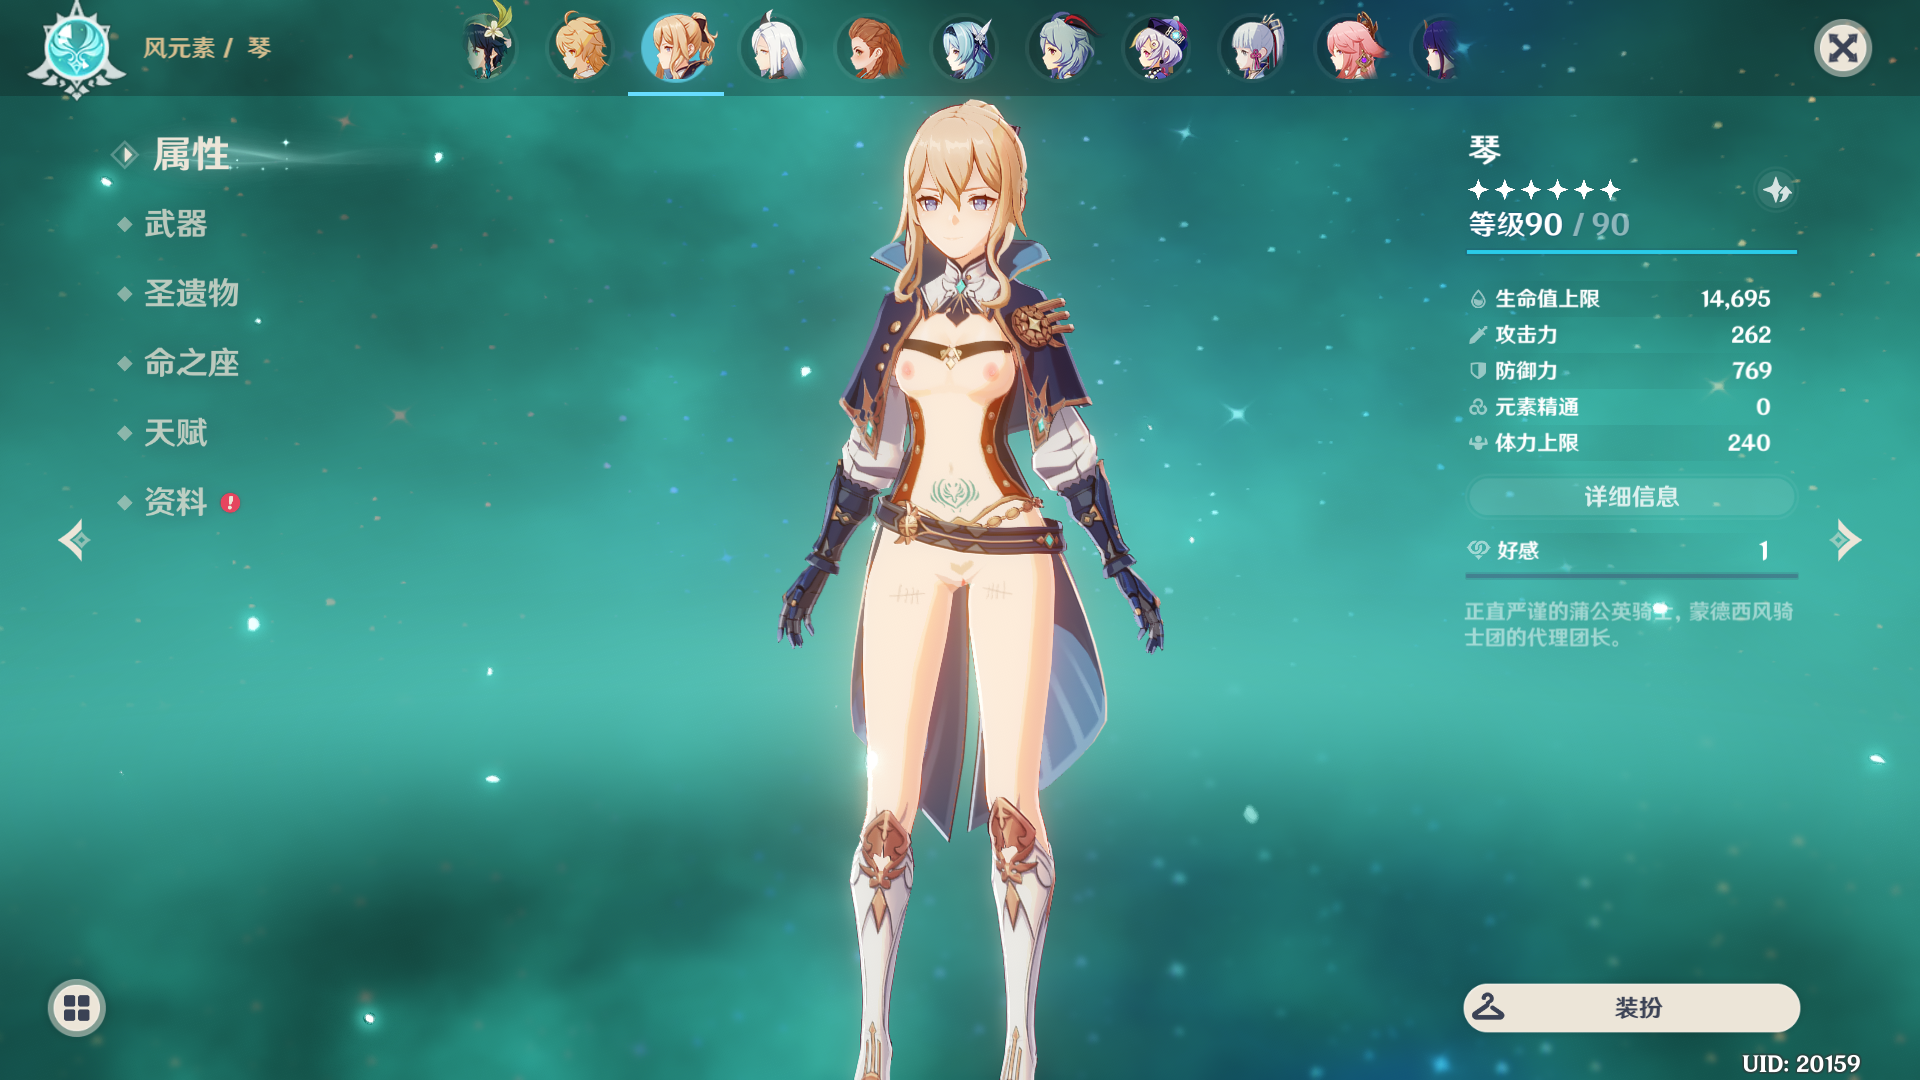 风元素 / 琴
属性
武器
圣遗物
命之座
天赋
资料
琴
等级90 / 90
生命值上限 14,695
攻击力 262
防御力 769
元素精通 0
体力上限 240
详细信息
好感 1
正直严谨的蒲公英骑士，蒙德西风骑
士团的代理团长。
装扮
UID: 20159